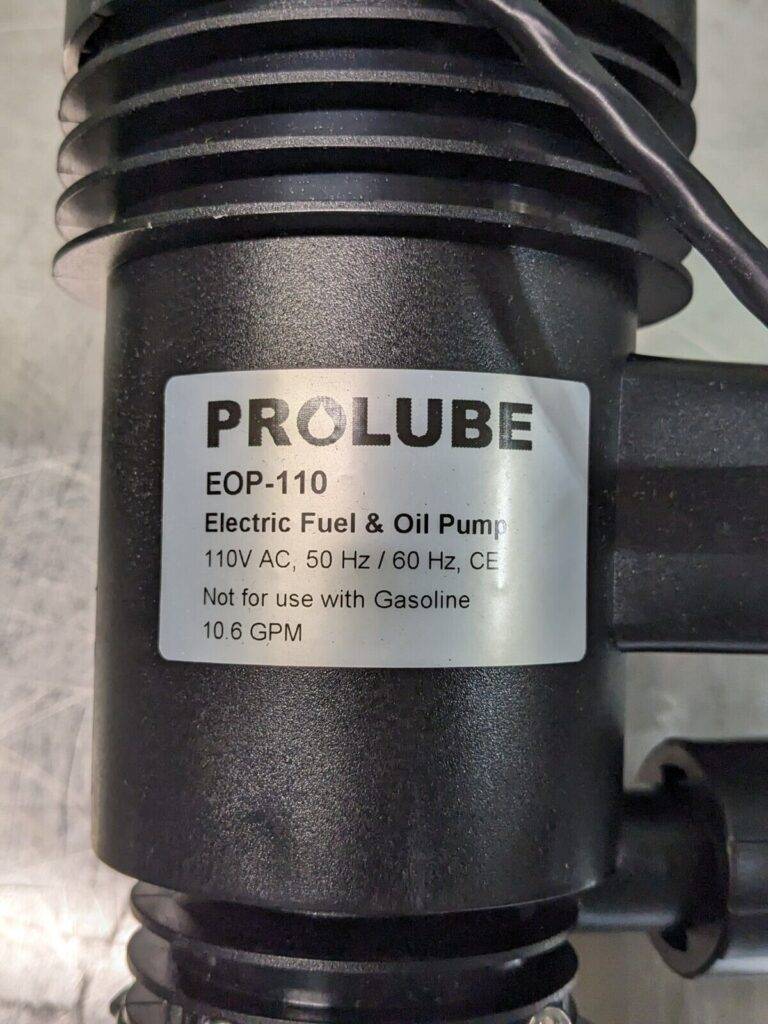 PROLUBE
EOP-110
Electric Fuel & Oil Pump
110V AC, 50 Hz / 60 Hz, CE
Not for use with Gasoline
10.6 GPM